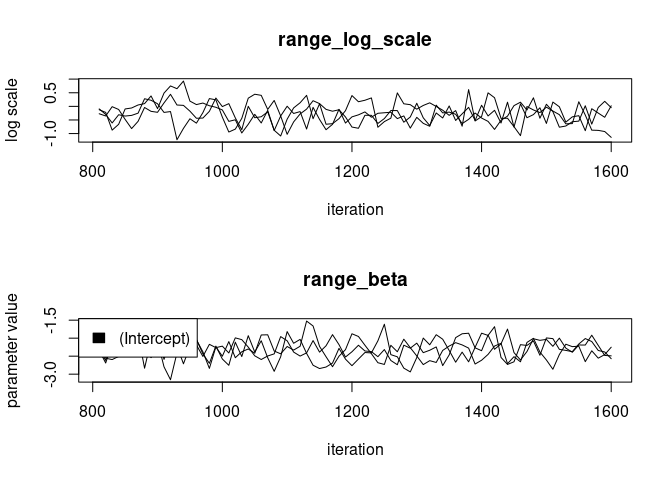 range_log_scale
log scale
0.5
-1.0
800 1000 1200 1400 1600
iteration
range_beta
parameter value
-1.5
-3.0
(Intercept)
800 1000 1200 1400 1600
iteration